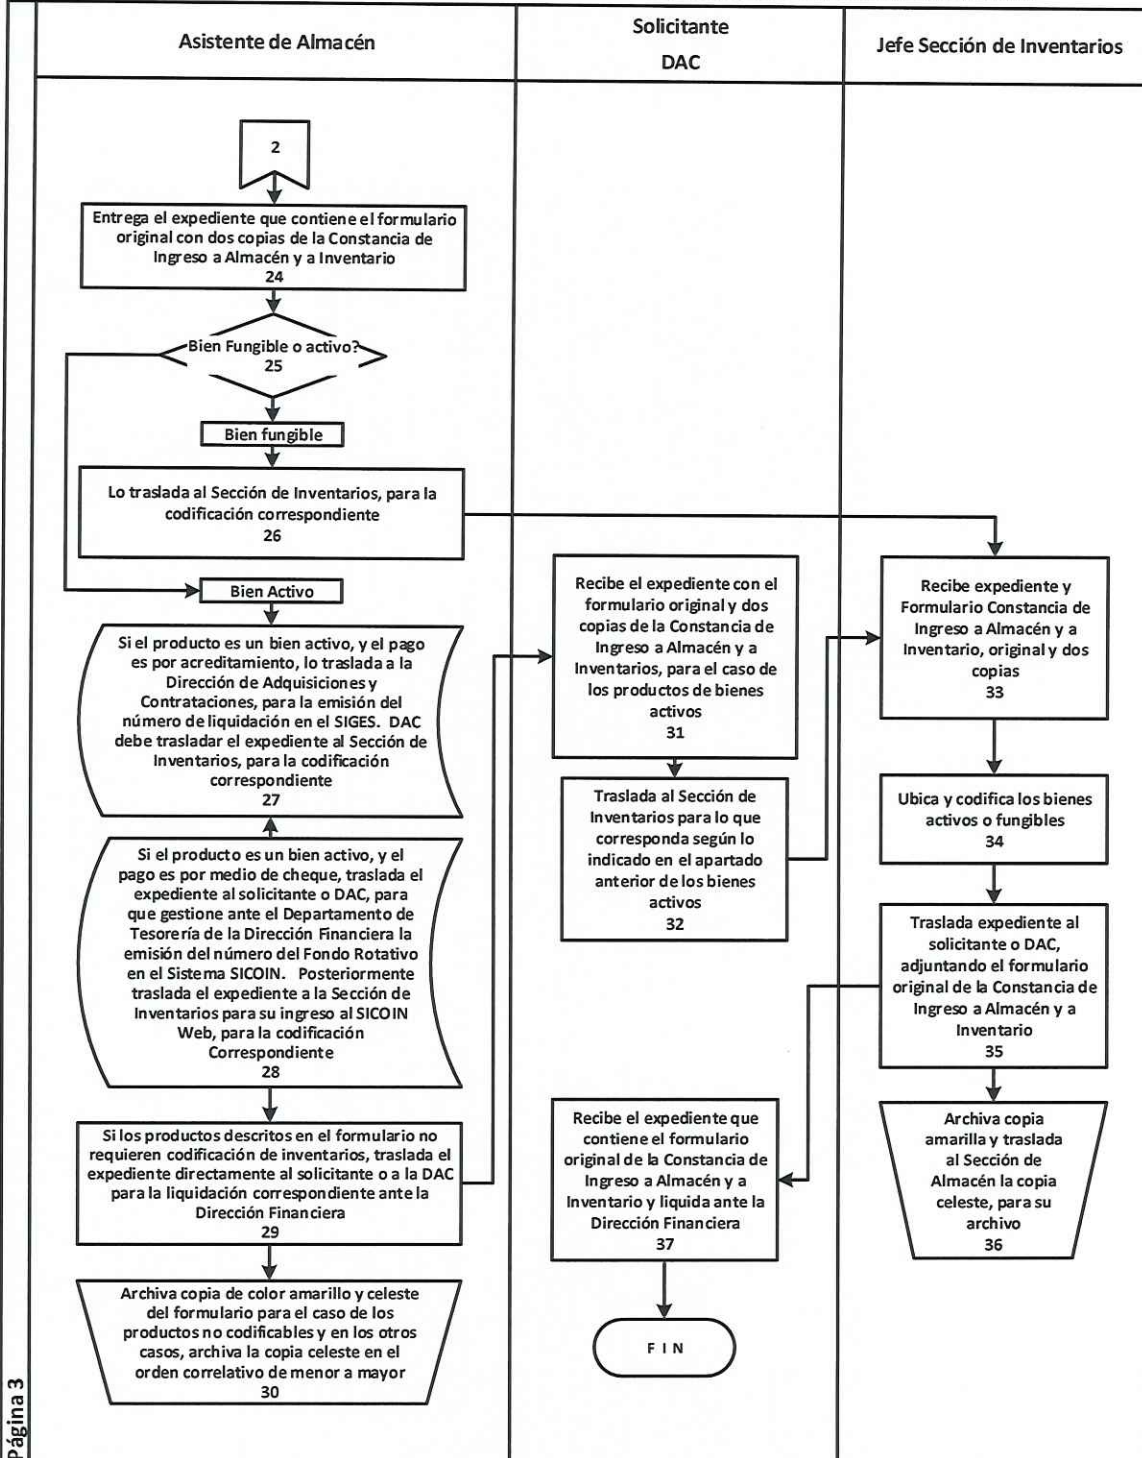 Asistente de Almacén
Solicitante
DAC
Jefe Sección de Inventarios
2
Entrega el expediente que contiene el formulario
original con dos copias de la Constancia de
Ingreso a Almacén y a Inventario
24
Bien Fungible o activo?
25
Bien fungible
Lo traslada al Sección de Inventarios, para la
codificación correspondiente
26
Bien Activo
Si el producto es un bien activo, y el pago
es por acreditamiento, lo traslada a la
Dirección de Adquisiciones y
Contrataciones, para la emisión del
número de liquidación en el SIGES. DAC
debe trasladar el expediente al Sección de
Inventarios, para la codificación
correspondiente
27
Si el producto es un bien activo, y el
pago es por medio de cheque, traslada el
expediente al solicitante o DAC, para
que gestione ante el Departamento de
Tesorería de la Dirección Financiera la
emisión del número del Fondo Rotativo
en el Sistema SICOIN. Posteriormente
traslada el expediente a la Sección de
Inventarios para su ingreso al SICOIN
Web, para la codificación
Correspondiente
28
Si los productos descritos en el formulario no
requieren codificación de inventarios, traslada el
expediente directamente al solicitante o a la DAC
para la liquidación correspondiente ante la
Dirección Financiera
29
Archiva copia de color amarillo y celeste
del formulario para el caso de los
productos no codificables y en los otros
casos, archiva la copia celeste en el
orden correlativo de menor a mayor
30
Recibe el expediente con el
formulario original y dos
copias de la Constancia de
Ingreso a Almacén y a
Inventarios, para el caso de
los productos de bienes
activos
31
Traslada al Sección de
Inventarios para lo que
corresponda según lo
indicado en el apartado
anterior de los bienes
activos
32
Recibe expediente y
Formulario Constancia de
Ingreso a Almacén y a
Inventario, original y dos
copias
33
Ubica y codifica los bienes
activos o fungibles
34
Traslada expediente al
solicitante o DAC,
adjuntando el formulario
original de la Constancia de
Ingreso a Almacén y a
Inventario
35
Archiva copia
amarilla y traslada
al Sección de
Almacén la copia
celeste, para su
archivo
36
Recibe el expediente que
contiene el formulario
original de la Constancia de
Ingreso a Almacén y a
Inventario y liquida ante la
Dirección Financiera
37
F I N
Página 3